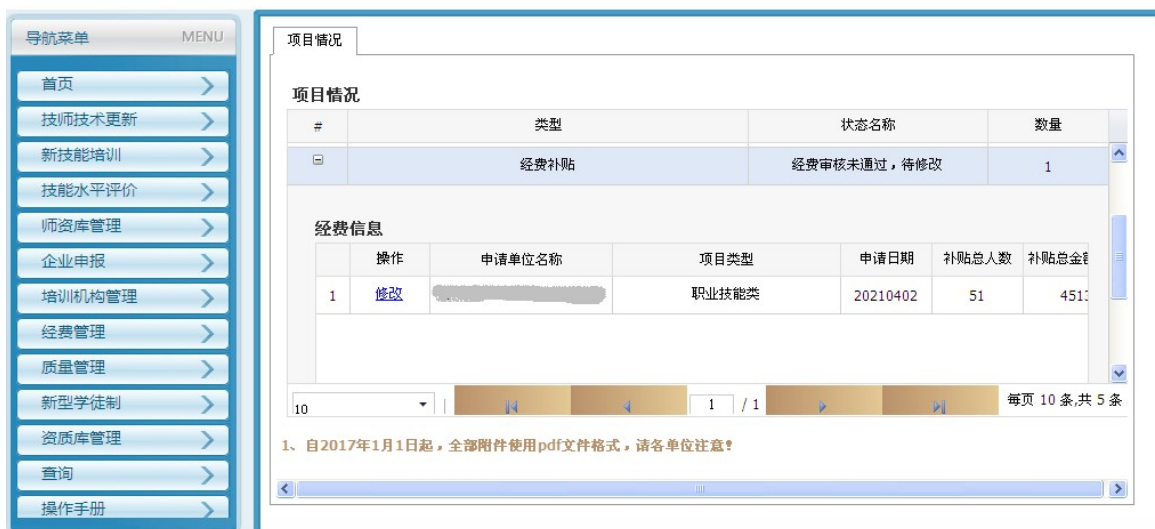 导航菜单 MENU
首页
技师技术更新
新技能培训
技能水平评价
师资库管理
企业申报
培训机构管理
经费管理
质量管理
新型学徒制
资质库管理
查询
操作手册
项目情况
项目情况
# 类型 状态名称 数量
经费补贴 经费审核未通过，待修改 1
经费信息
操作 申请单位名称 项目类型 申请日期 补贴总人数 补贴总金
1 修改 职业技能类 20210402 51 451
10 1 / 1 每页 10 条,共 5 条
1、自2017年1月1日起，全部附件使用pdf文件格式，请各单位注意!